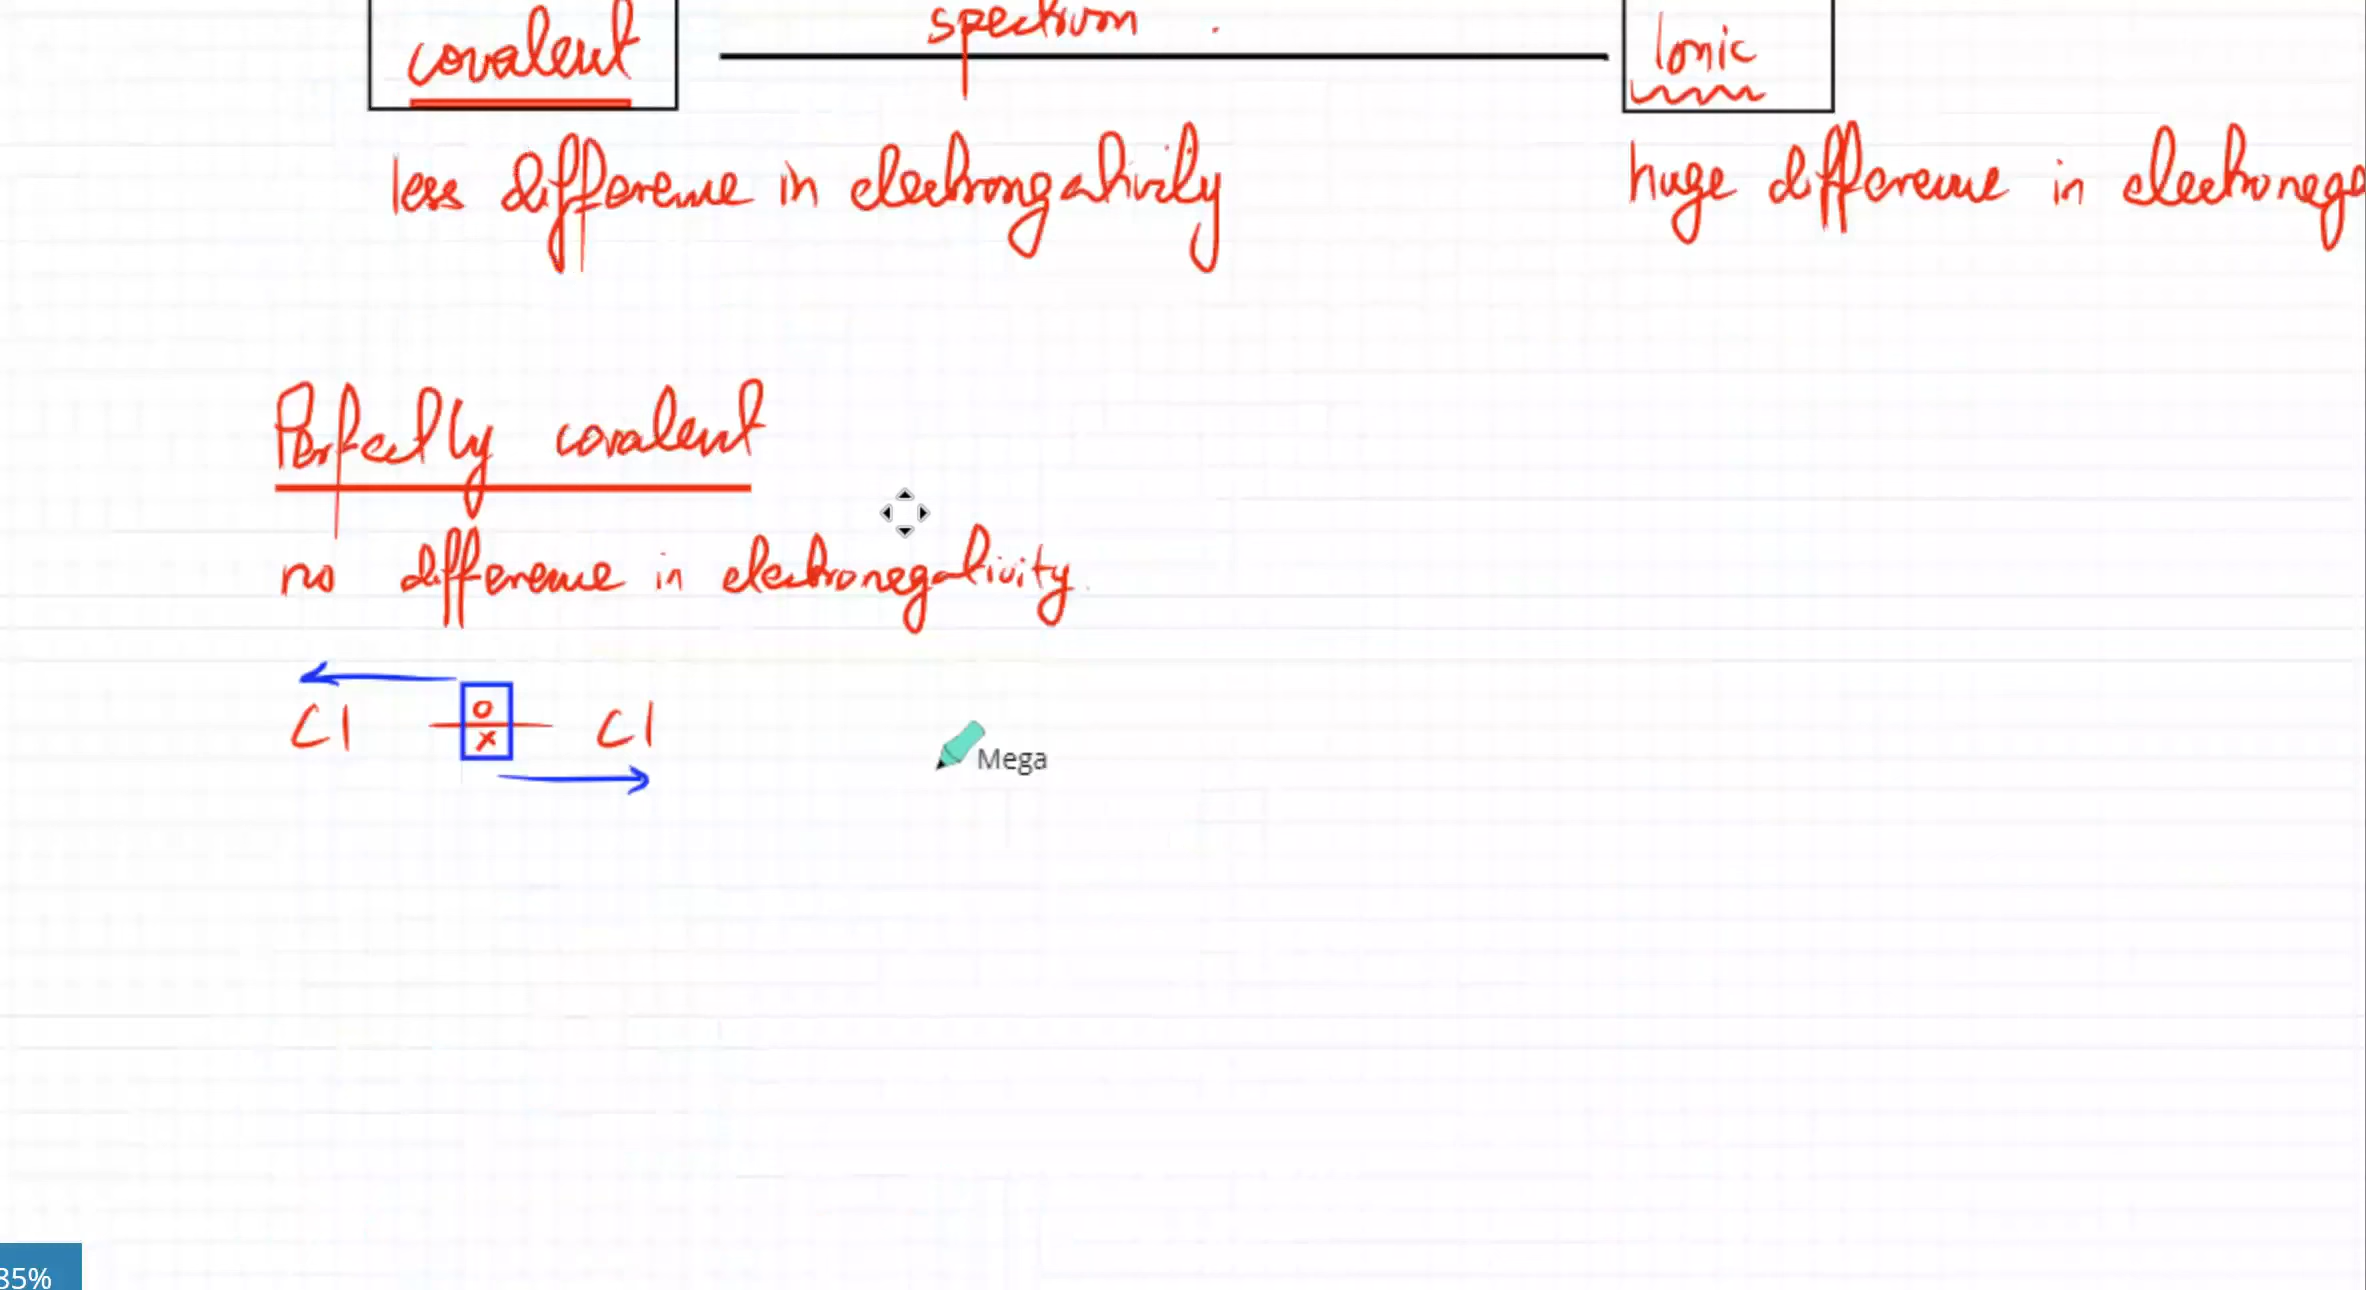 spectrum .
covalent
Ionic
less difference in electrongativity
huge difference in electronega
Perfectly covalent
no difference in electronegativity.
Cl o x Cl
Mega
35%